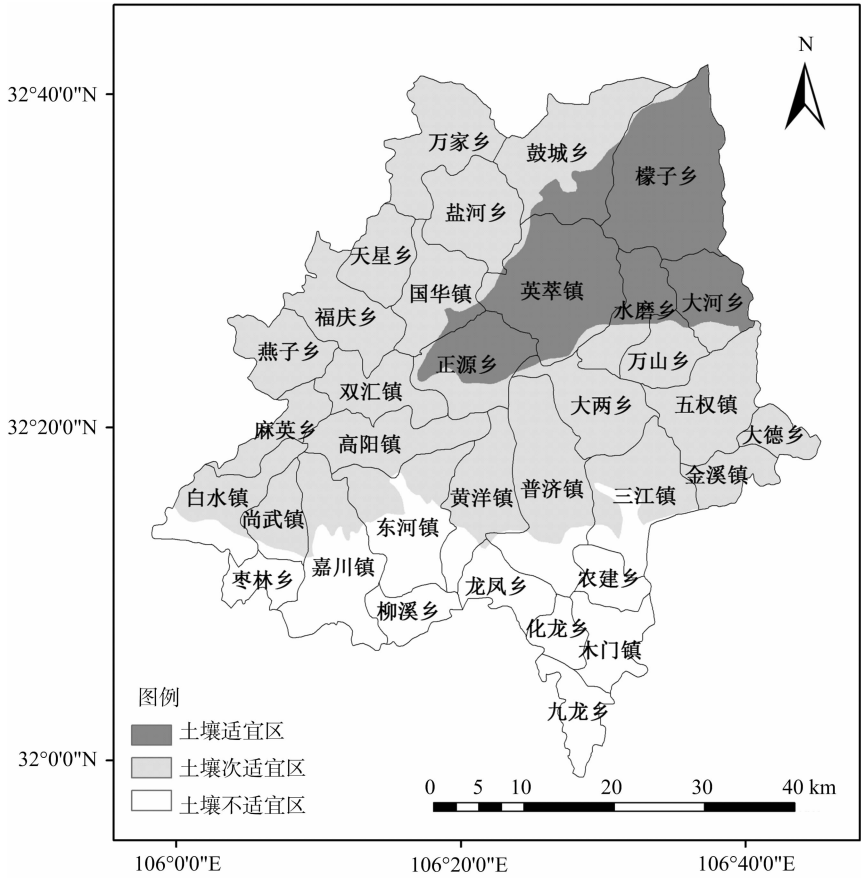 N
32°40'0"N
万家乡
鼓城乡
檬子乡
盐河乡
天星乡
国华镇
英萃镇
水磨乡
大河乡
福庆乡
燕子乡
正源乡
万山乡
双汇镇
大两乡
五权镇
32°20'0"N
麻英乡
高阳镇
大德乡
金溪镇
白水镇
尚武镇
黄洋镇
普济镇
三江镇
东河镇
枣林乡
嘉川镇
龙凤乡
农建乡
柳溪乡
化龙乡
木门镇
九龙乡
图例
土壤适宜区
土壤次适宜区
土壤不适宜区
32°0'0"N
0 5 10 20 30 40 km
106°0'0"E 106°20'0"E 106°40'0"E